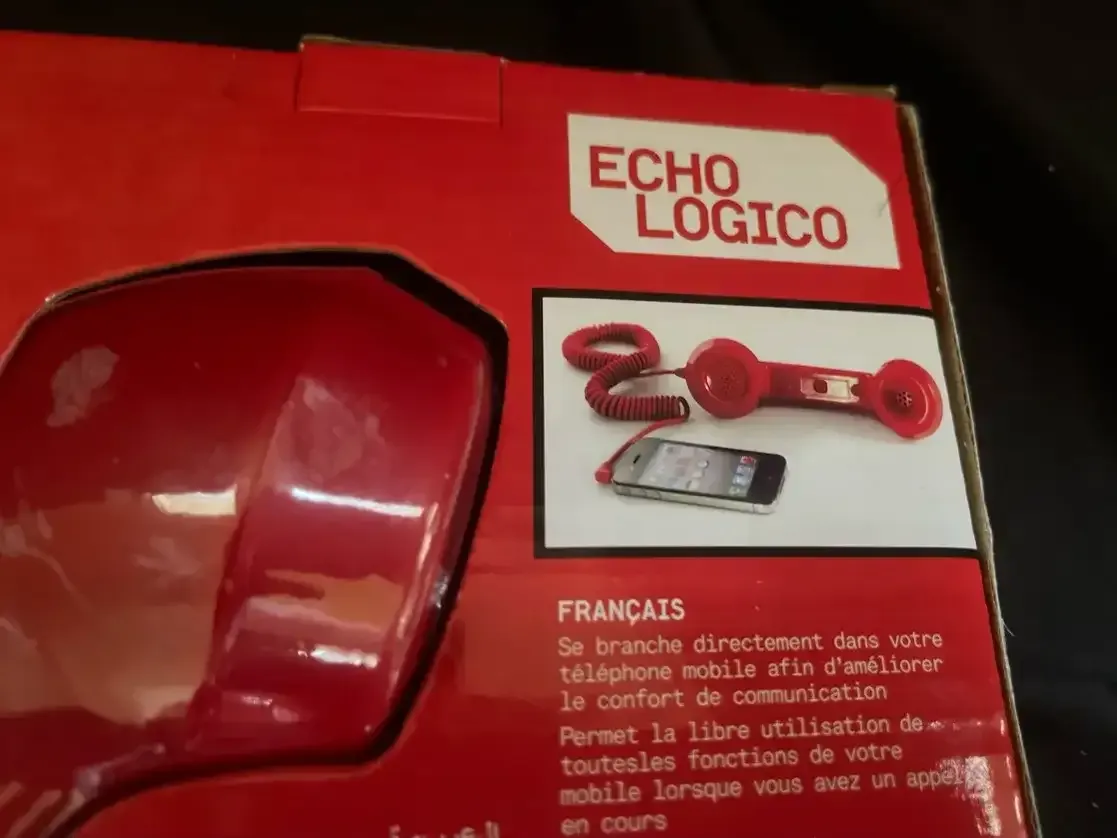 ECHO
LOGICO
FRANÇAIS
Se branche directement dans votre
téléphone mobile afin d'améliorer
le confort de communication
Permet la libre utilisation de
toutesles fonctions de votre
mobile lorsque vous avez un appel
en cours